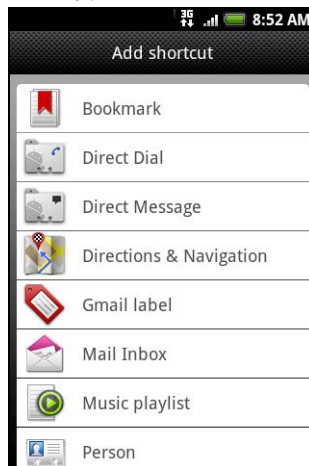 3G 8:52 AM
Add shortcut
Bookmark
Direct Dial
Direct Message
Directions & Navigation
Gmail label
Mail Inbox
Music playlist
Person